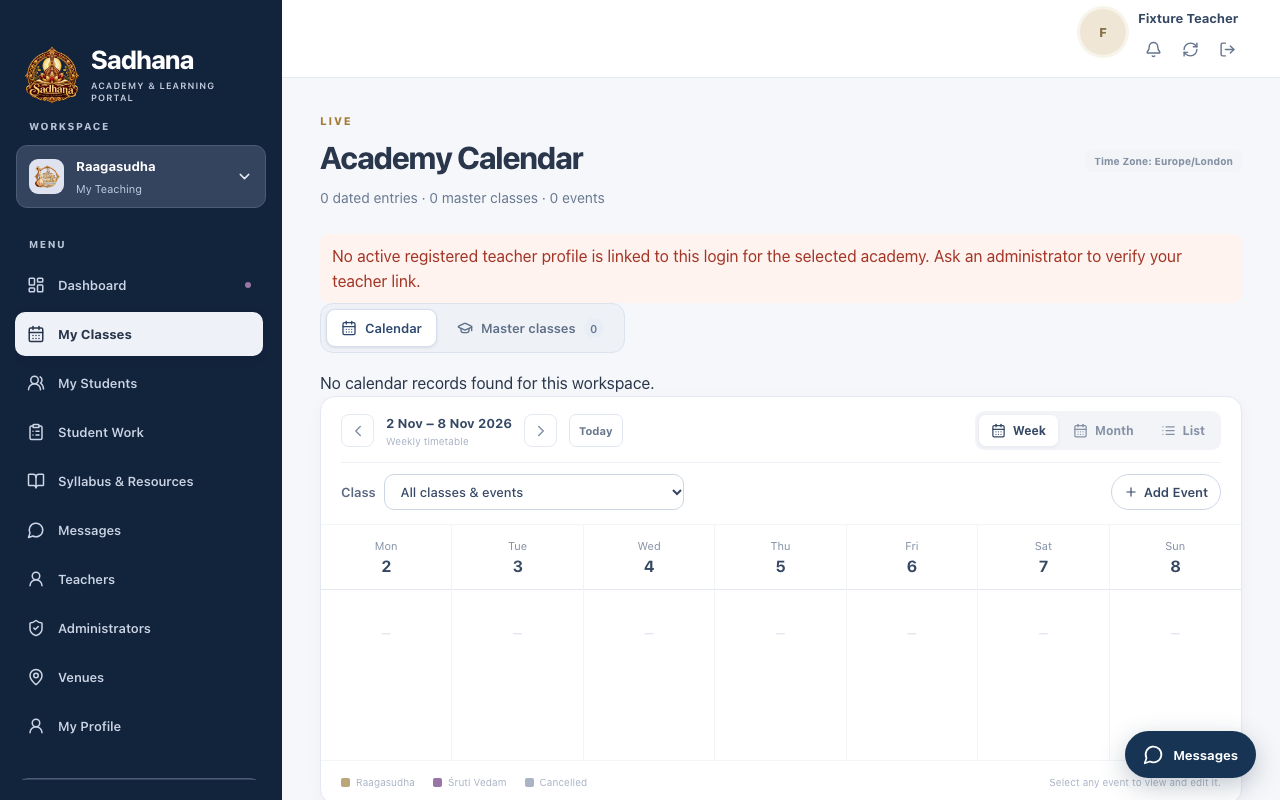 Sadhana
ACADEMY & LEARNING
PORTAL
Sadhana
WORKSPACE
Raagasudha
My Teaching
MENU
Dashboard
My Classes
My Students
Student Work
Syllabus & Resources
Messages
Teachers
Administrators
Venues
My Profile
F
Fixture Teacher
LIVE
Academy Calendar
Time Zone: Europe/London
0 dated entries · 0 master classes · 0 events
No active registered teacher profile is linked to this login for the selected academy. Ask an administrator to verify your
teacher link.
Calendar
Master classes 0
No calendar records found for this workspace.
2 Nov – 8 Nov 2026
Weekly timetable
Today
Week
Month
List
Class
All classes & events
Add Event
Mon Tue Wed Thu Fri Sat Sun
2 3 4 5 6 7 8
— — — — — — —
Raagasudha
Śruti Vedam
Cancelled
Select any event to view and edit it.
Messages